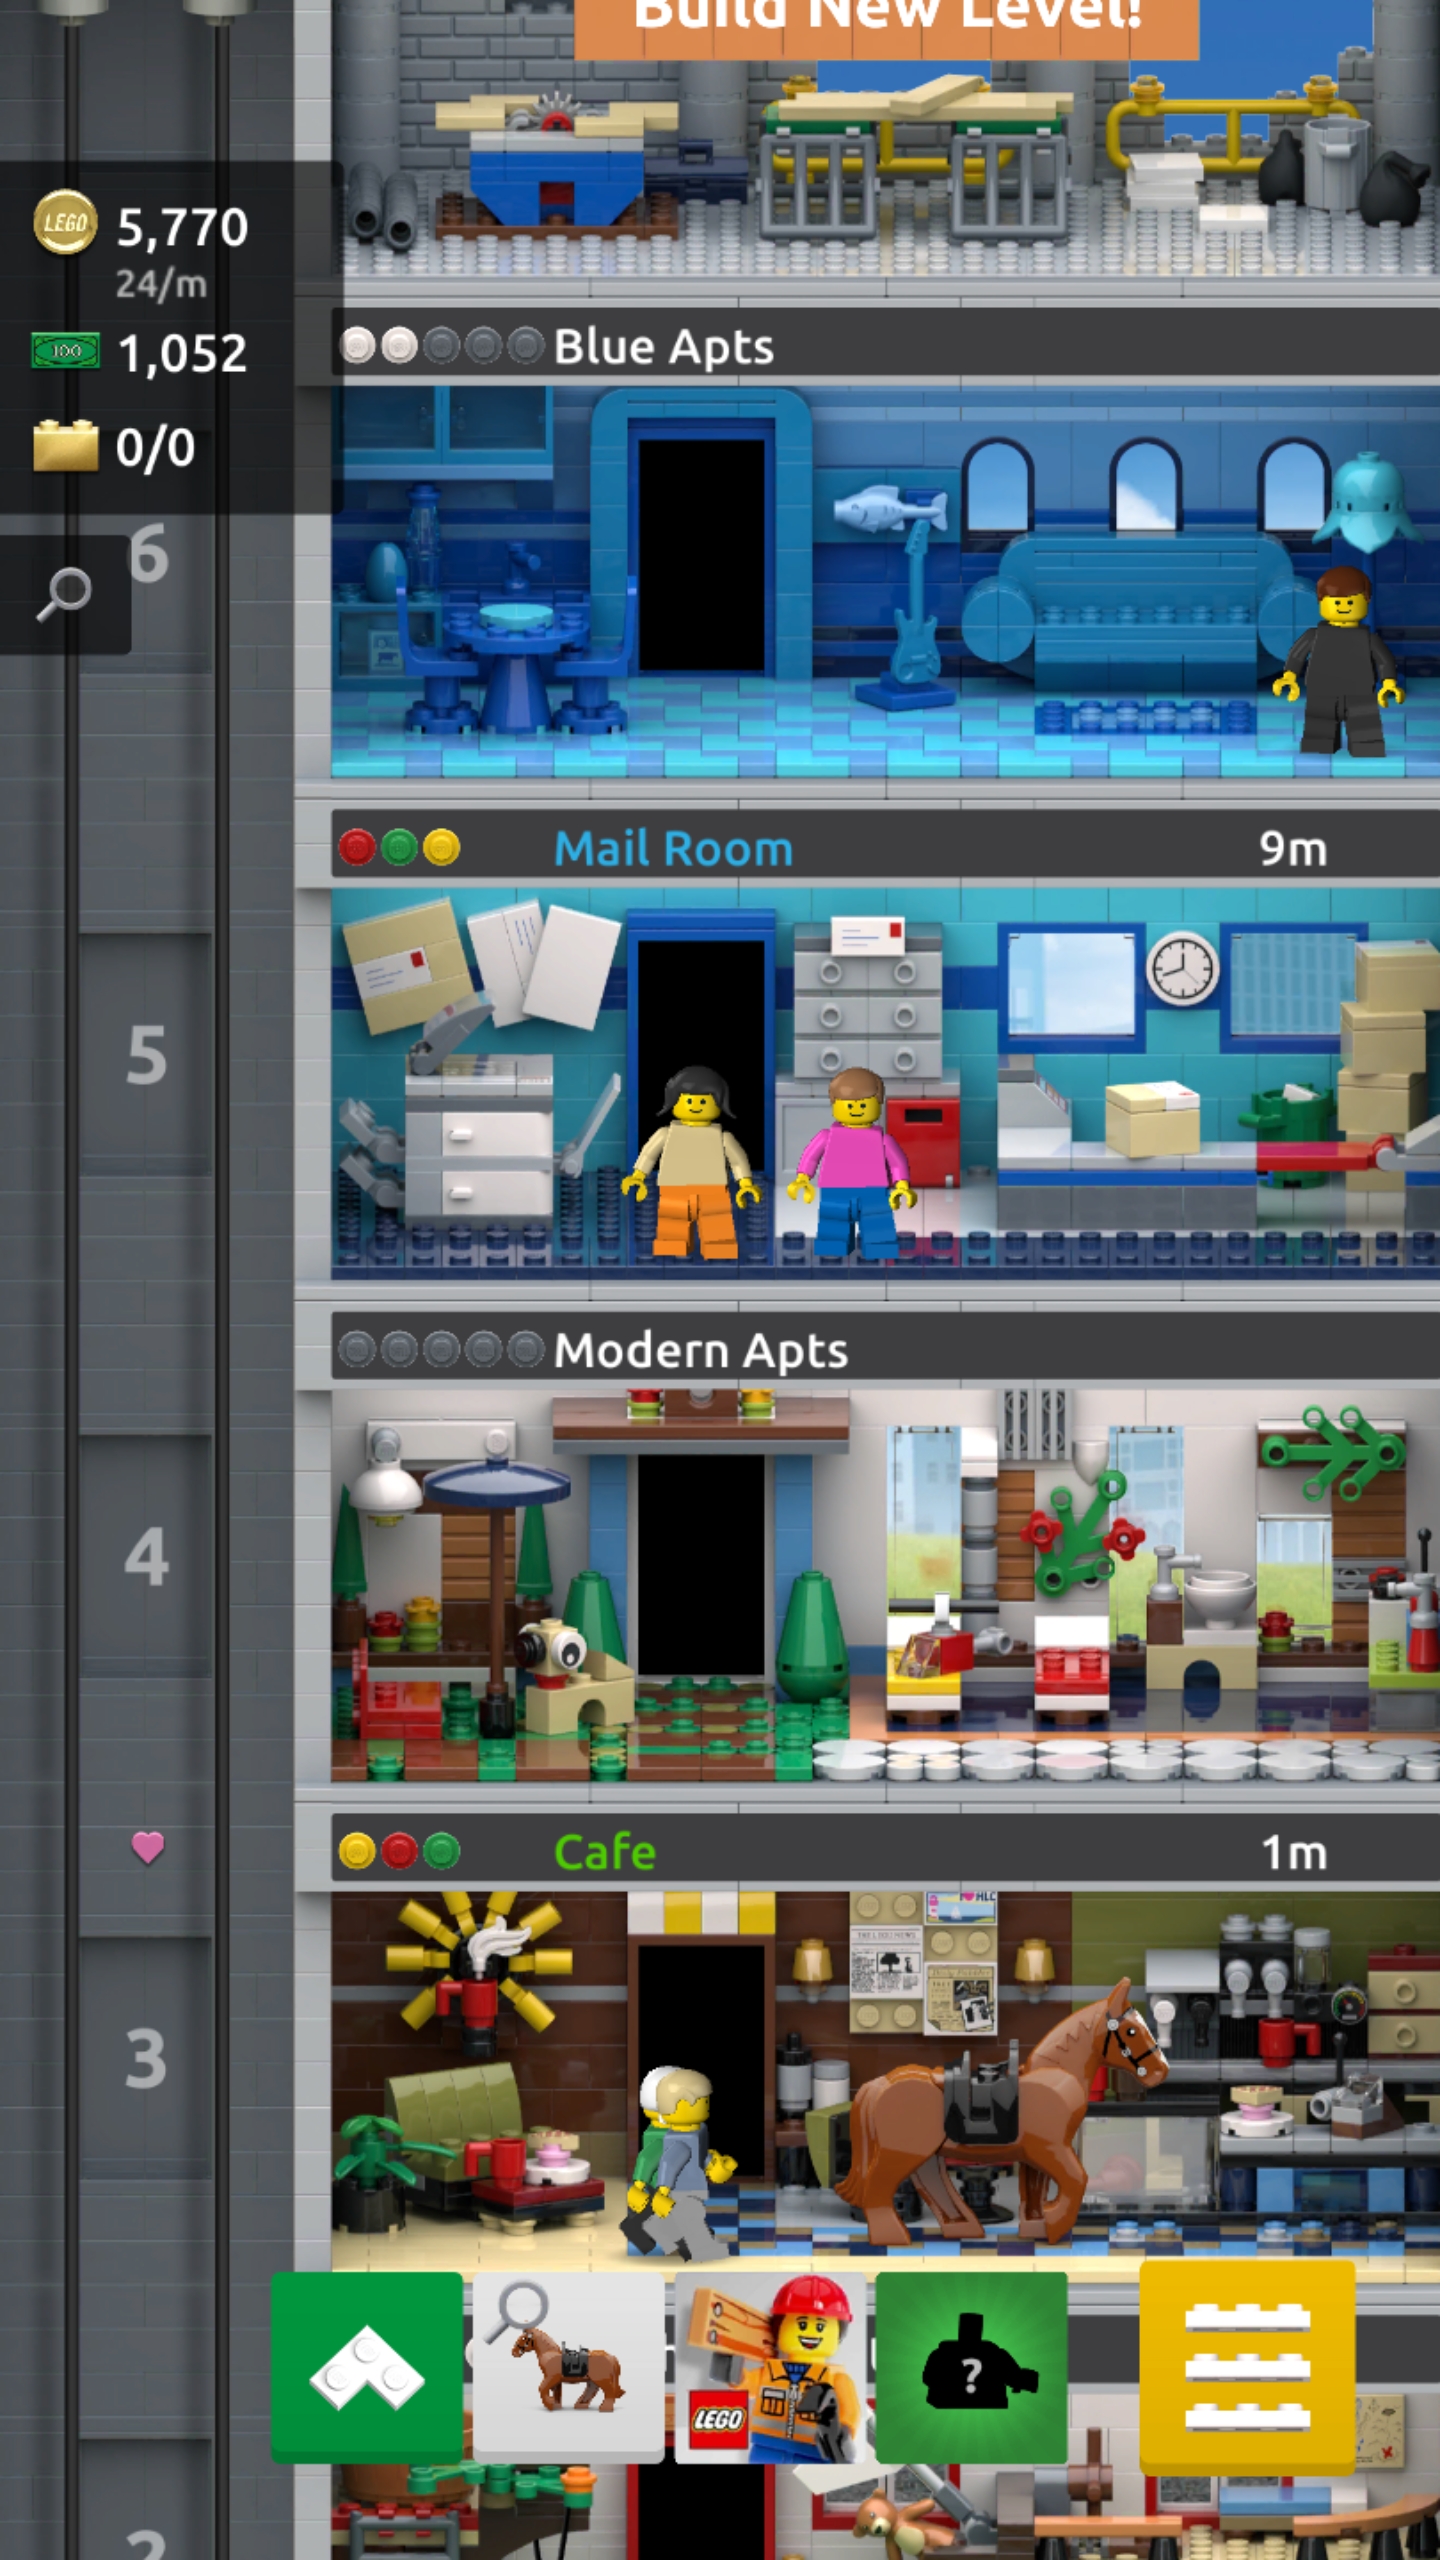 Build New Level!
LEGO 5,770
24/m
100 1,052
0/0
Blue Apts
6
Mail Room 9m
5
Modern Apts
4
Cafe 1m
3
LEGO
?
2